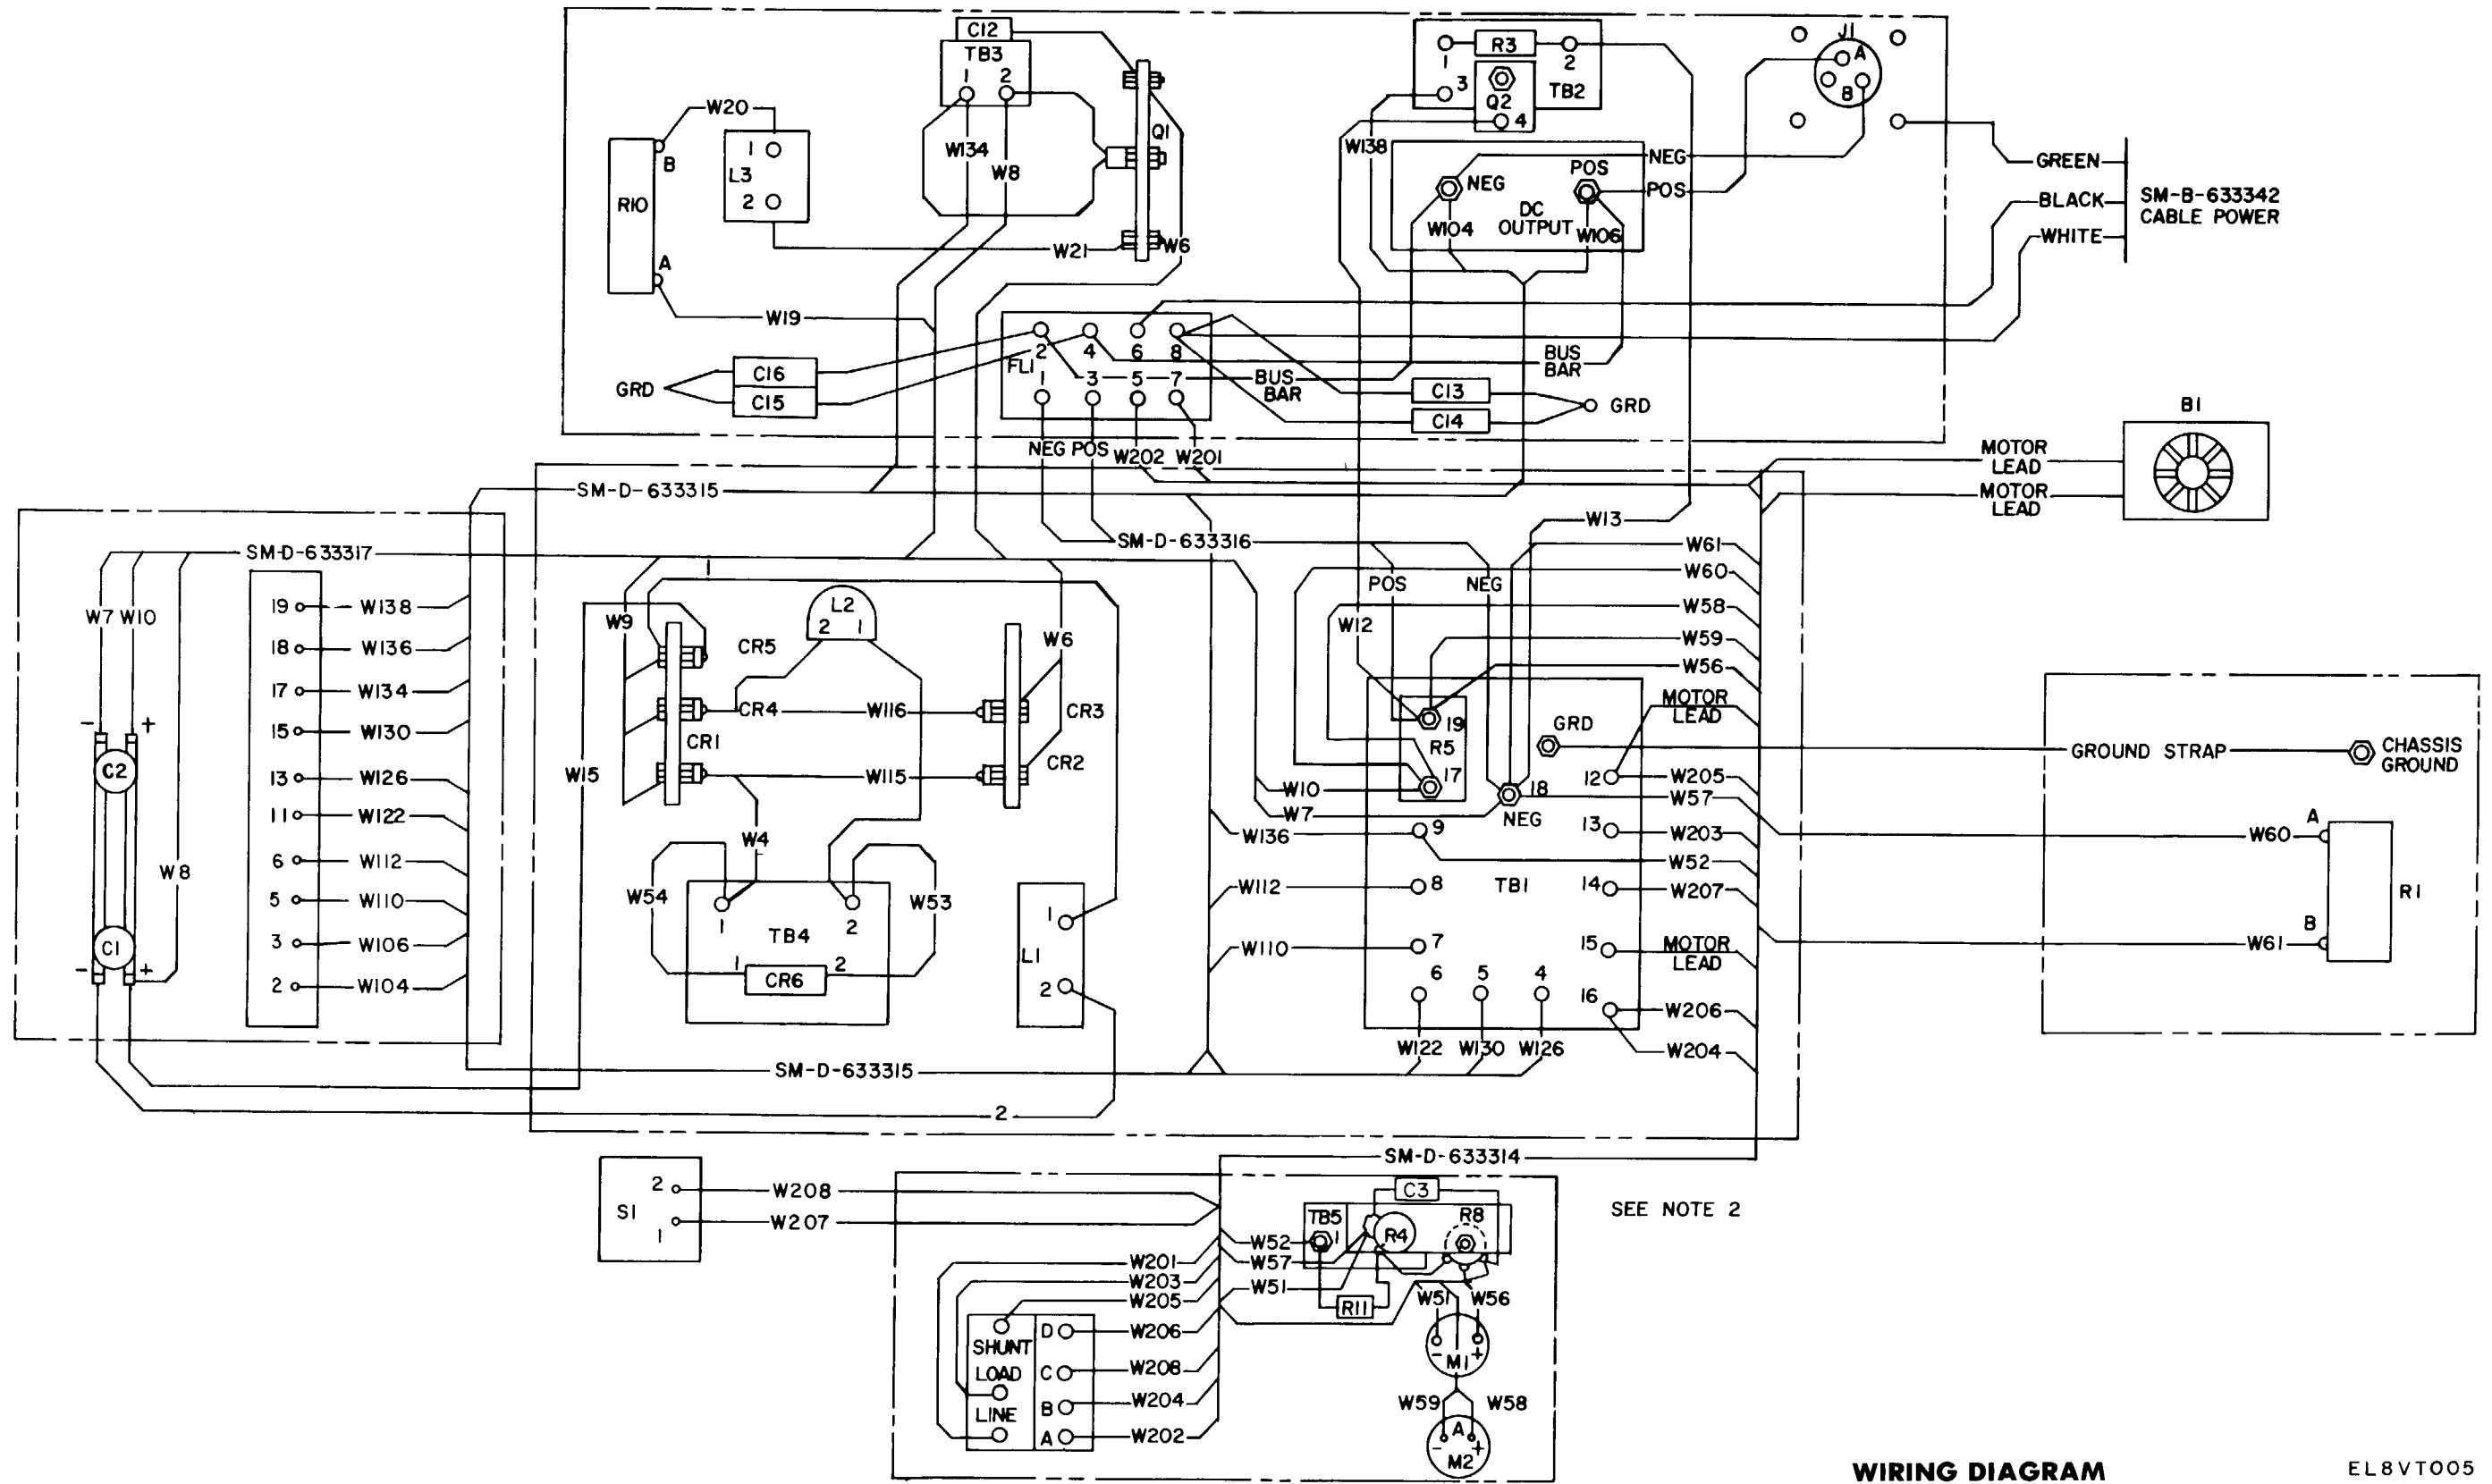 C12
TB3
1 2
W20
B
R10
A
1
L3
2
W134
W8
Q1
W21
W6
W19
R3
1
2
3
Q2
TB2
4
W138
NEG
POS
DC
OUTPUT
W104
W106
NEG
POS
J1
A
B
GREEN
BLACK
WHITE
SM-B-633342
CABLE POWER
GRD
C16
C15
2 4 6 8
FL1
1 3 5 7
BUS
BAR
BUS
BAR
C13
C14
GRD
NEG POS
W202
W201
B1
MOTOR
LEAD
MOTOR
LEAD
SM-D-633315
SM-D-633317
SM-D-633316
W13
W7 W10
W8
19 W138
18 W136
17 W134
15 W130
13 W126
11 W122
6 W112
5 W110
3 W106
2 W104
- +
C2
C1
- +
W9
CR5
L2
2 1
W6
CR4
W116
CR3
CR1
W15
W115
CR2
W4
W54
W53
1
2
TB4
1 2
CR6
1
L1
2
POS
NEG
W12
W61
W60
W58
W59
W56
MOTOR
LEAD
19
R5
17
GRD
12
W205
18
W57
NEG
W10
W7
W136
9
13
W203
W52
W112
8
TB1
14
W207
W110
7
15
MOTOR
LEAD
6 5 4
16
W206
W204
W122 W130 W126
GROUND STRAP
CHASSIS
GROUND
A
W60
R1
B
W61
SM-D-633315
2
SM-D-633314
S1
2
1
W208
W207
C3
TB5
1
R4
R8
W52
W57
W51
R11
W51
W56
W201
W203
W205
SHUNT
LOAD
LINE
D W206
C W208
B W204
A W202
- +
M1
W59
W58
A
- +
M2
SEE NOTE 2
WIRING DIAGRAM
EL8VT005